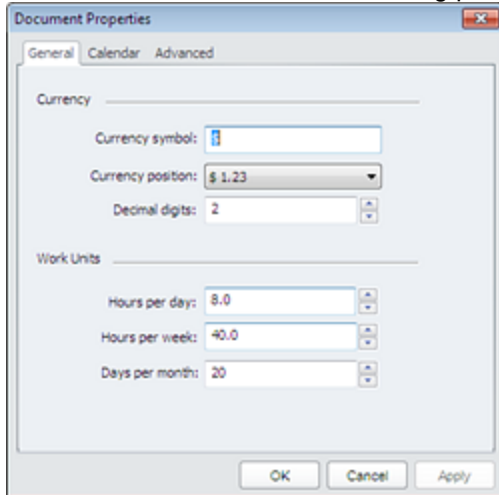 Document Properties
General Calendar Advanced
Currency
Currency symbol: $
Currency position: $ 1.23
Decimal digits: 2
Work Units
Hours per day: 8.0
Hours per week: 40.0
Days per month: 20
OK Cancel Apply